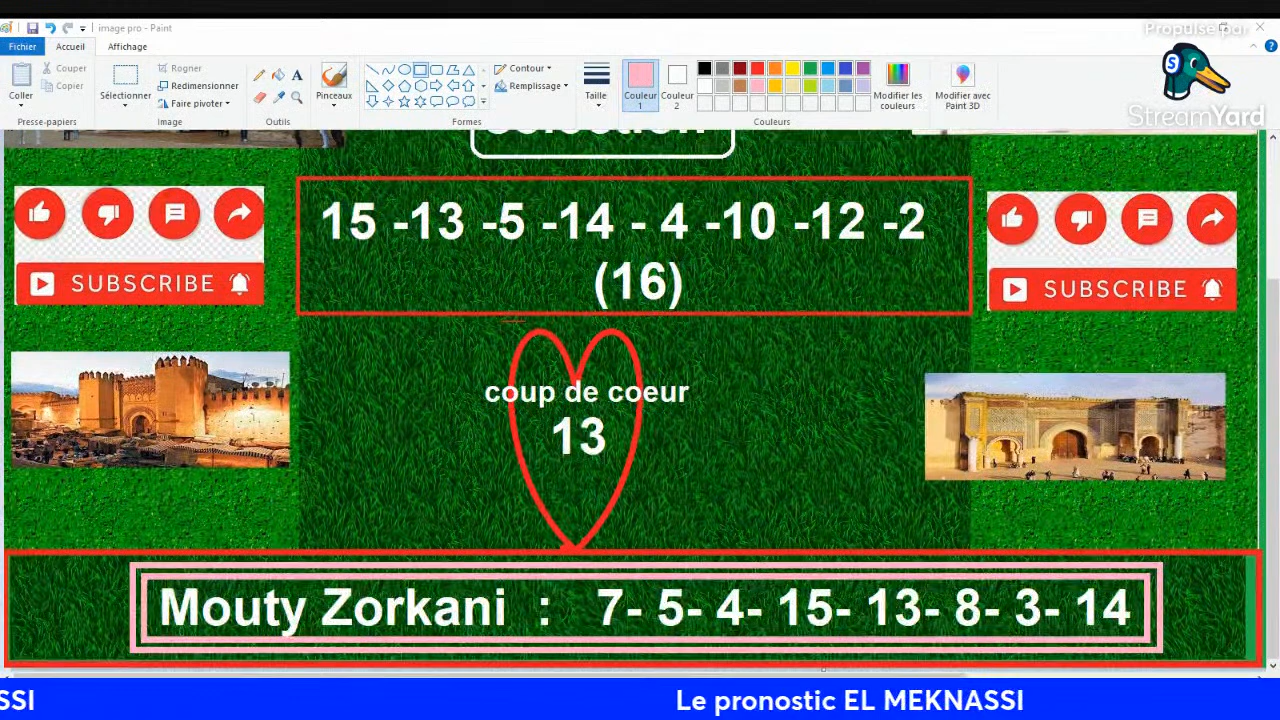 image pro - Paint
Propulsé par
Fichier Accueil Affichage
Coller
Couper
Copier
Presse-papiers
Sélectionner
Rogner
Redimensionner
Faire pivoter
Image
Outils
Pinceaux
Formes
Contour
Remplissage
Taille
Couleur 1
Couleur 2
Couleurs
Modifier les couleurs
Modifier avec Paint 3D
StreamYard
15 -13 -5 -14 - 4 -10 -12 -2
(16)
SUBSCRIBE
SUBSCRIBE
coup de coeur
13
Mouty Zorkani : 7- 5- 4- 15- 13- 8- 3- 14
SSI Le pronostic EL MEKNASSI